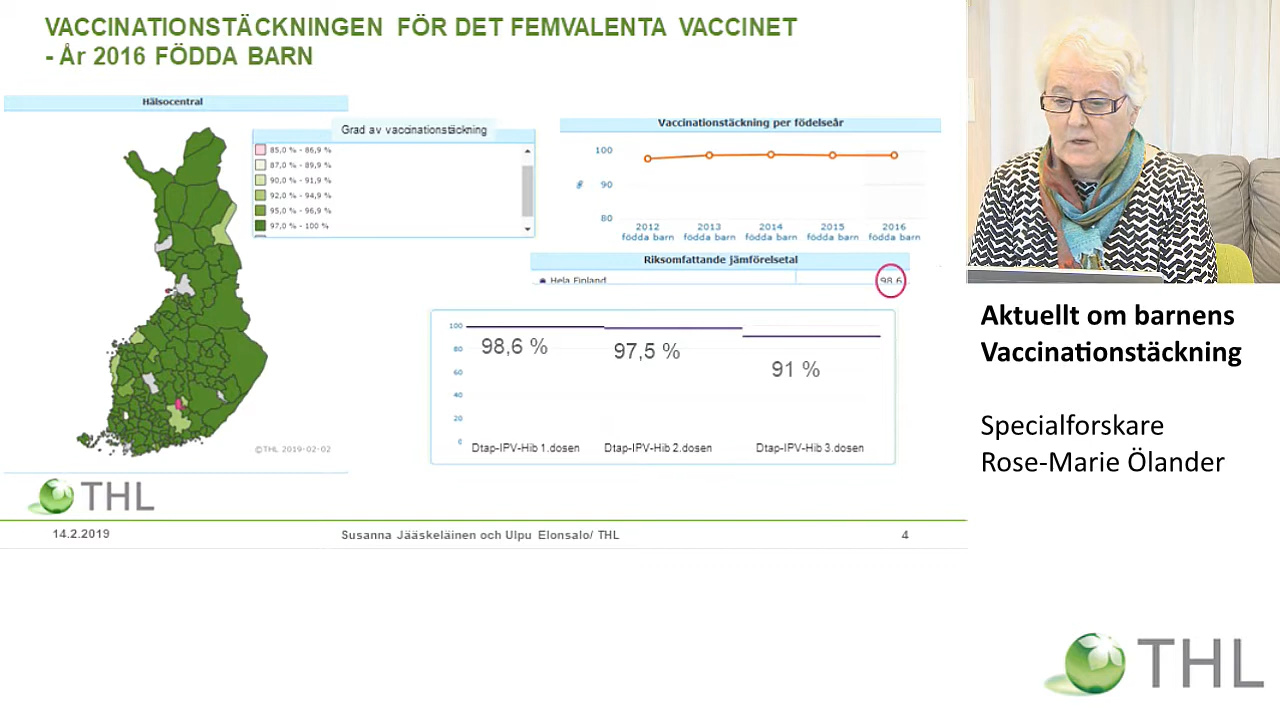 VACCINATIONSTÄCKNINGEN FÖR DET FEMVALENTA VACCINET
- År 2016 FÖDDA BARN
Hälsocentral
Grad av vaccinationstäckning
85,0 % - 86,9 %
87,0 % - 89,9 %
90,0 % - 91,9 %
92,0 % - 94,9 %
95,0 % - 96,9 %
97,0 % - 100 %
©THL 2019-02-02
Vaccinationstäckning per födelseår
100
%
90
80
2012 2013 2014 2015 2016
födda barn födda barn födda barn födda barn födda barn
Riksomfattande jämförelsetal
Hela Finland 98,6
100
80
60
40
20
0
98,6 % 97,5 % 91 %
Dtap-IPV-Hib 1.dosen Dtap-IPV-Hib 2.dosen Dtap-IPV-Hib 3.dosen
THL
14.2.2019 Susanna Jääskeläinen och Ulpu Elonsalo/ THL 4
Aktuellt om barnens
Vaccinationstäckning
Specialforskare
Rose-Marie Ölander
THL